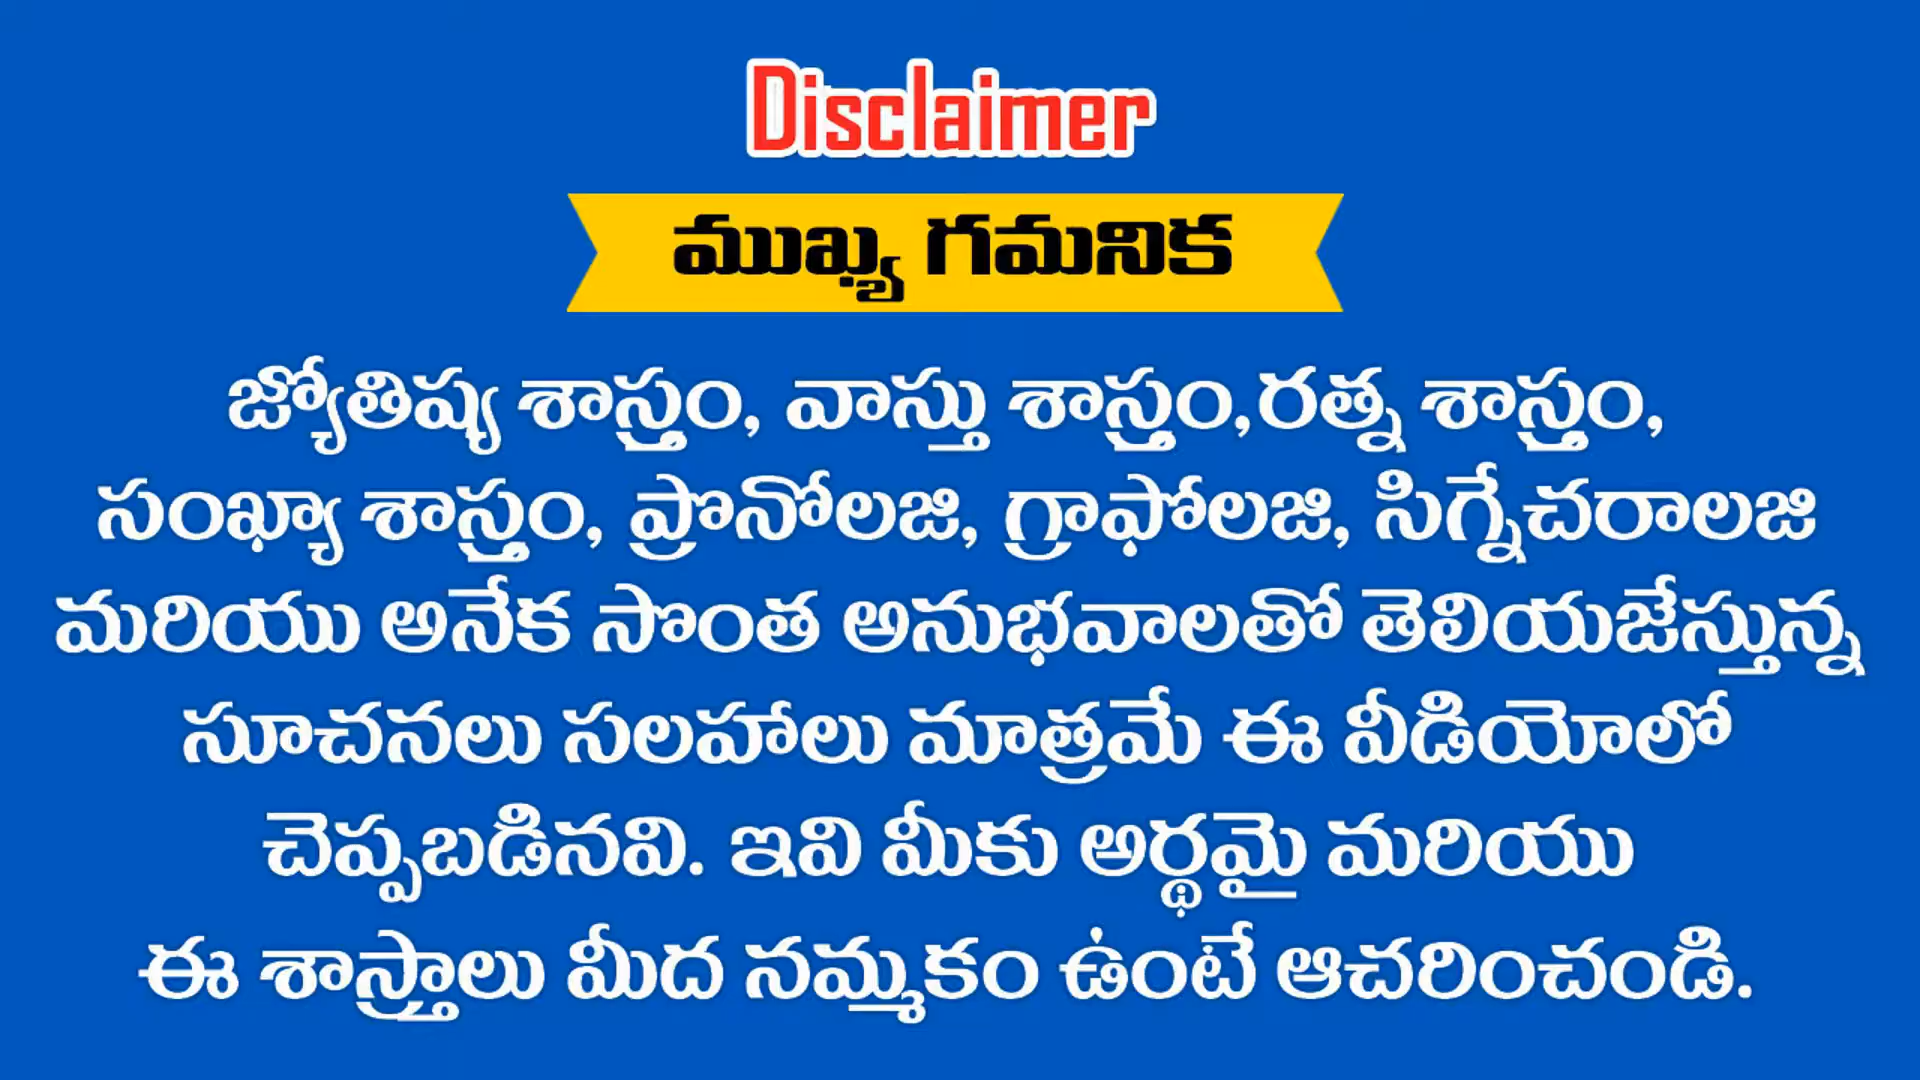 Disclaimer
ముఖ్య గమనిక
జ్యోతిష్య శాస్త్రం, వాస్తు శాస్త్రం,రత్న శాస్త్రం,
సంఖ్యా శాస్త్రం, ప్రొనోలజి, గ్రాఫోలజి, సిగ్నేచరాలజి
మరియు అనేక సొంత అనుభవాలతో తెలియజేస్తున్న
సూచనలు సలహాలు మాత్రమే ఈ వీడియోలో
చెప్పబడినవి. ఇవి మీకు అర్థమై మరియు
ఈ శాస్త్రాలు మీద నమ్మకం ఉంటే ఆచరించండి.